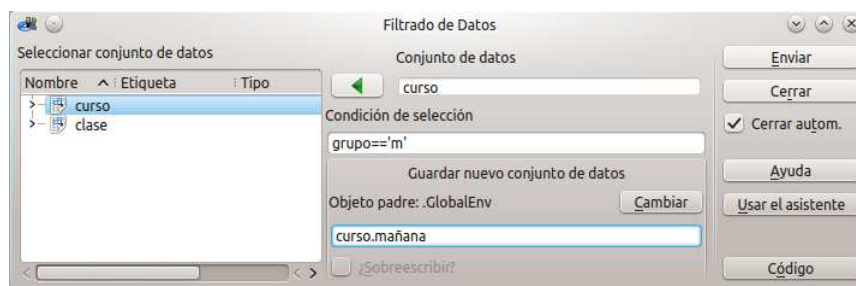 Filtrado de Datos
Seleccionar conjunto de datos
Nombre Etiqueta Tipo
curso
clase
Conjunto de datos
curso
Condición de selección
grupo=='m'
Guardar nuevo conjunto de datos
Objeto padre: .GlobalEnv Cambiar
curso.mañana
¿Sobreescribir?
Enviar
Cerrar
Cerrar autom.
Ayuda
Usar el asistente
Código